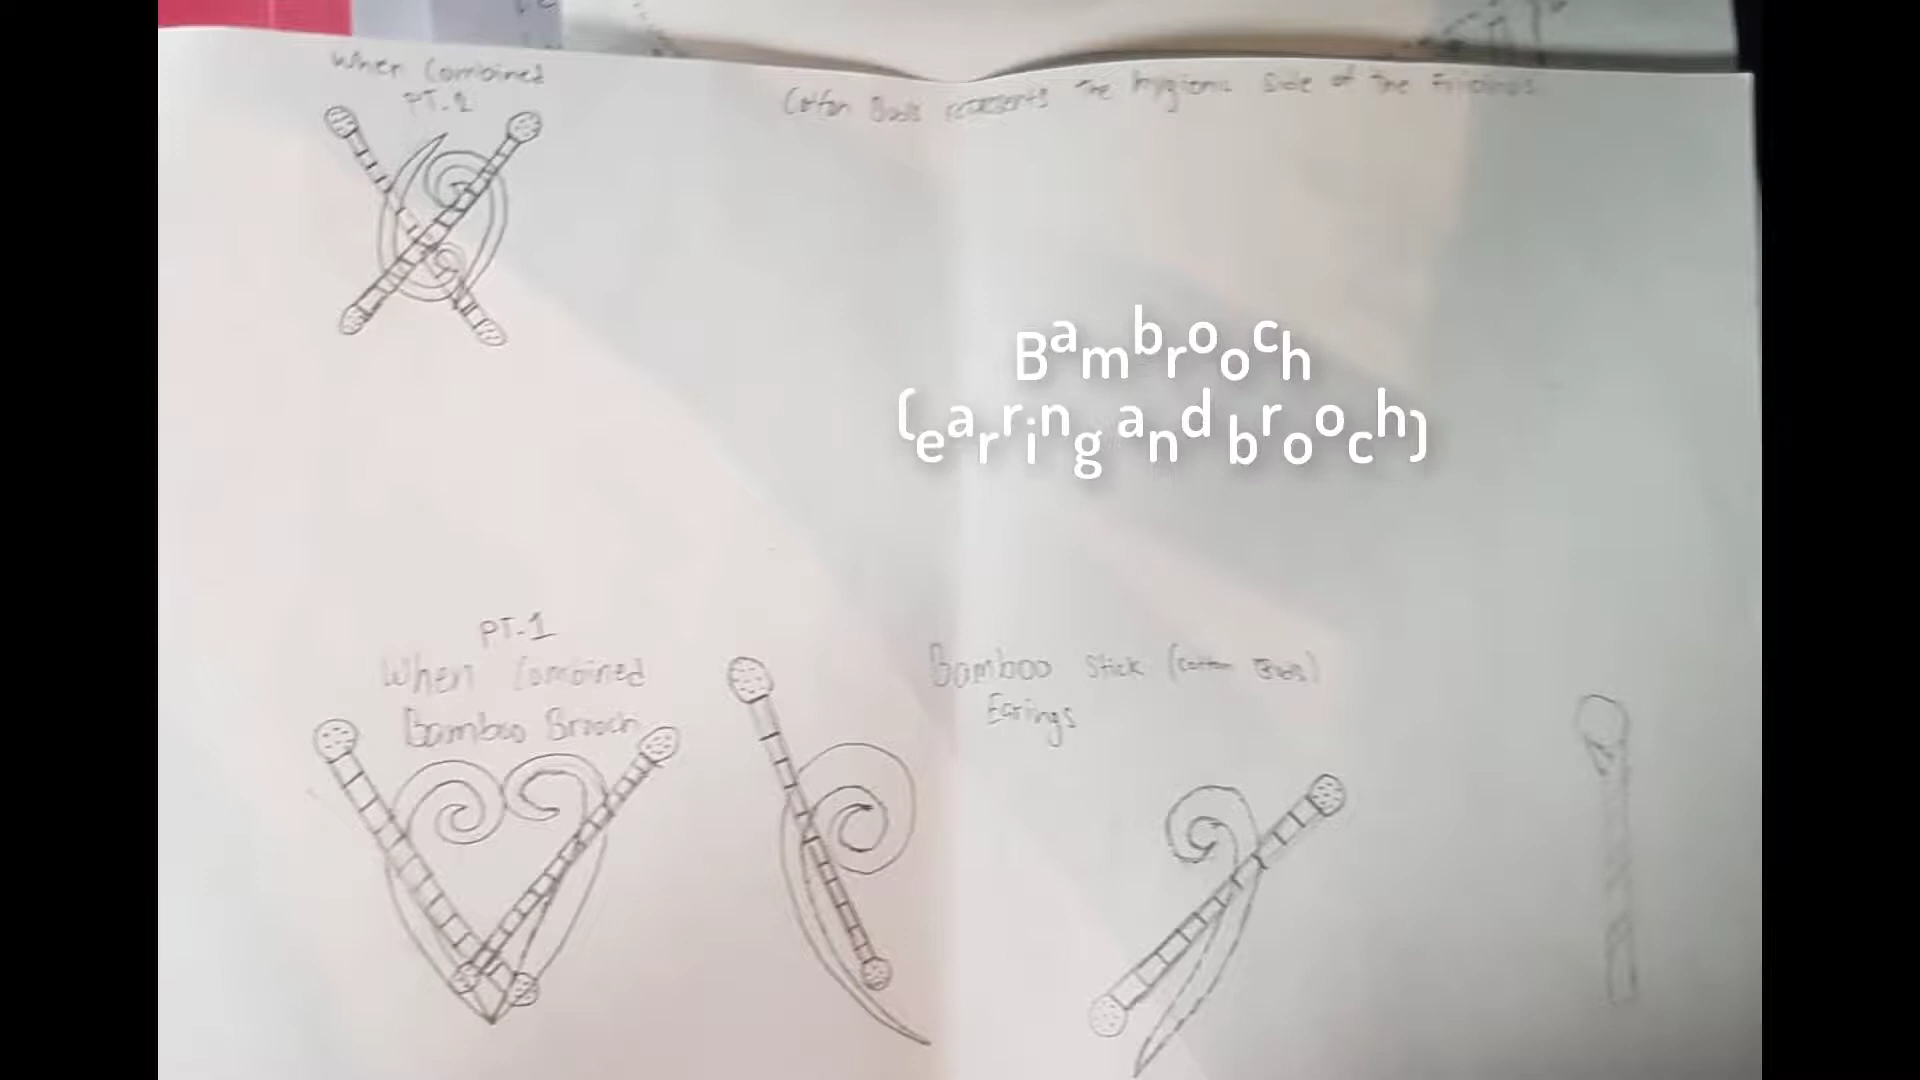 When Combined
PT.2
Cotton Buds represents The hygienic side of the Filipinos
Bambrooch
(earring and brooch)
PT-1
When Combined
Bamboo Brooch
Bamboo Stick (Cotton Buds)
Earings